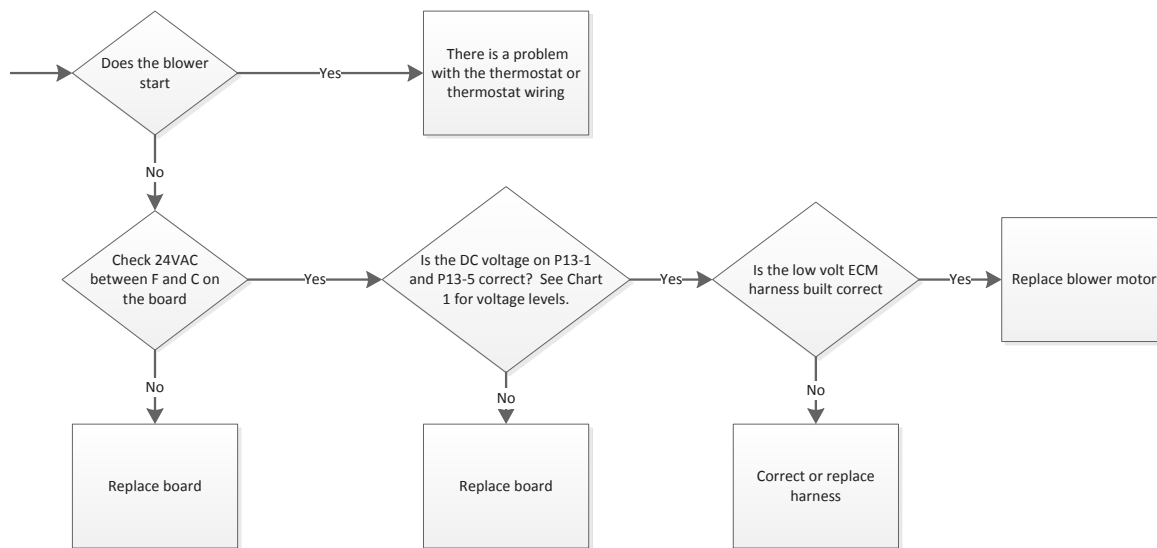 Does the blower
start
Yes
There is a problem
with the thermostat or
thermostat wiring
No
Check 24VAC
between F and C on
the board
Yes
Is the DC voltage on P13-1
and P13-5 correct?  See Chart
1 for voltage levels.
Yes
Is the low volt ECM
harness built correct
Yes
Replace blower motor
No
No
No
Replace board
Replace board
Correct or replace
harness